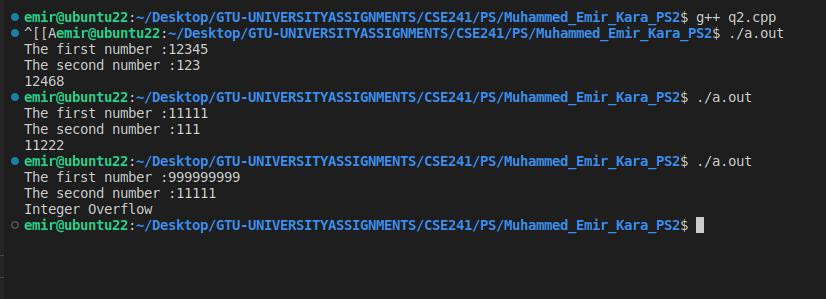 emir@ubuntu22:~/Desktop/GTU-UNIVERSITYASSIGNMENTS/CSE241/PS/Muhammed_Emir_Kara_PS2$ g++ q2.cpp
^[[Aemir@ubuntu22:~/Desktop/GTU-UNIVERSITYASSIGNMENTS/CSE241/PS/Muhammed_Emir_Kara_PS2$ ./a.out
The first number :12345
The second number :123
12468
emir@ubuntu22:~/Desktop/GTU-UNIVERSITYASSIGNMENTS/CSE241/PS/Muhammed_Emir_Kara_PS2$ ./a.out
The first number :11111
The second number :111
11222
emir@ubuntu22:~/Desktop/GTU-UNIVERSITYASSIGNMENTS/CSE241/PS/Muhammed_Emir_Kara_PS2$ ./a.out
The first number :999999999
The second number :11111
Integer Overflow
emir@ubuntu22:~/Desktop/GTU-UNIVERSITYASSIGNMENTS/CSE241/PS/Muhammed_Emir_Kara_PS2$